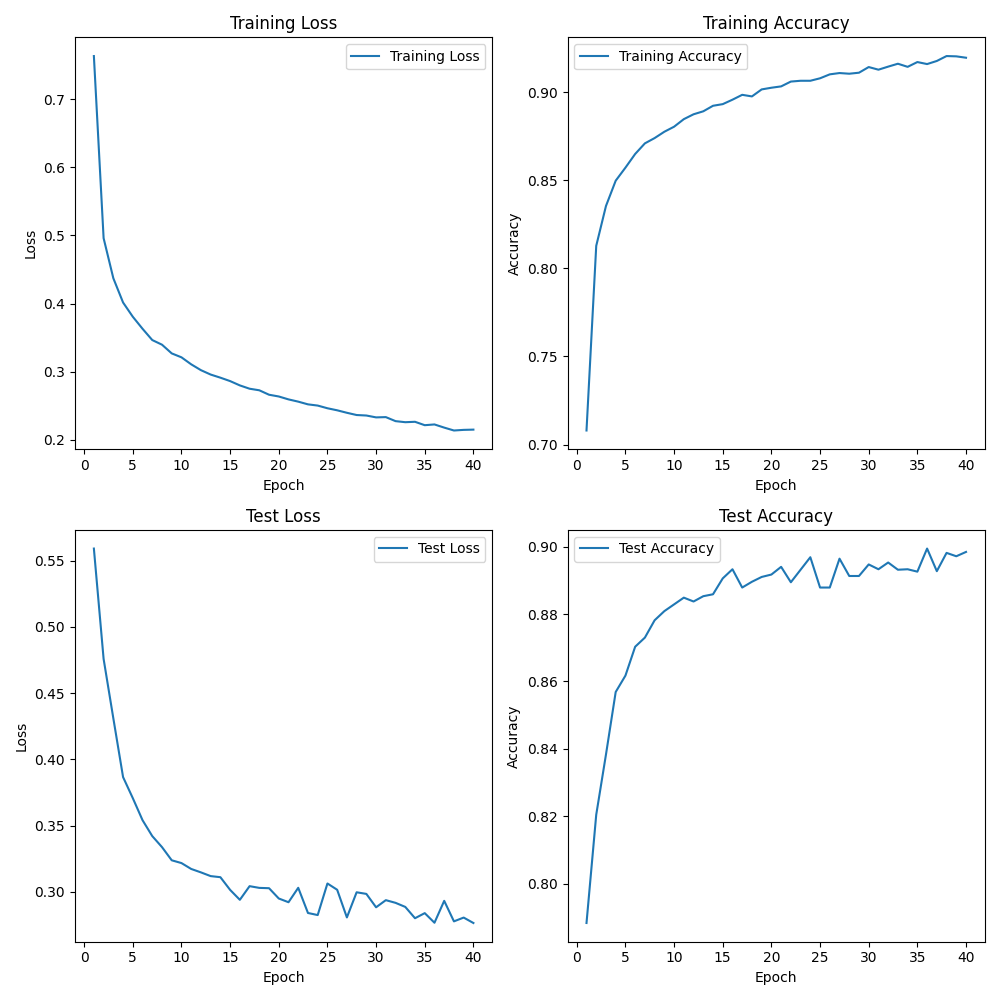 Training Loss
Training Loss
0.7
0.6
0.5
0.4
0.3
0.2
Loss
0 5 10 15 20 25 30 35 40
Epoch
Training Accuracy
Training Accuracy
0.90
0.85
0.80
0.75
0.70
Accuracy
0 5 10 15 20 25 30 35 40
Epoch
Test Loss
Test Loss
0.55
0.50
0.45
0.40
0.35
0.30
Loss
0 5 10 15 20 25 30 35 40
Epoch
Test Accuracy
Test Accuracy
0.90
0.88
0.86
0.84
0.82
0.80
Accuracy
0 5 10 15 20 25 30 35 40
Epoch